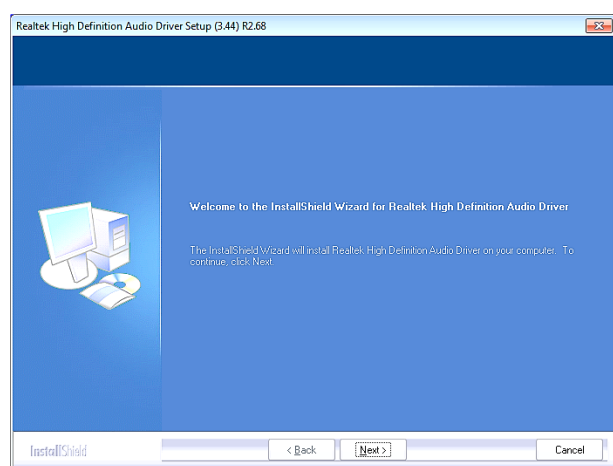 Realtek High Definition Audio Driver Setup (3.44) R2.68
Welcome to the InstallShield Wizard for Realtek High Definition Audio Driver
The InstallShield Wizard will install Realtek High Definition Audio Driver on your computer. To
continue, click Next.
InstallShield
< Back
Next >
Cancel